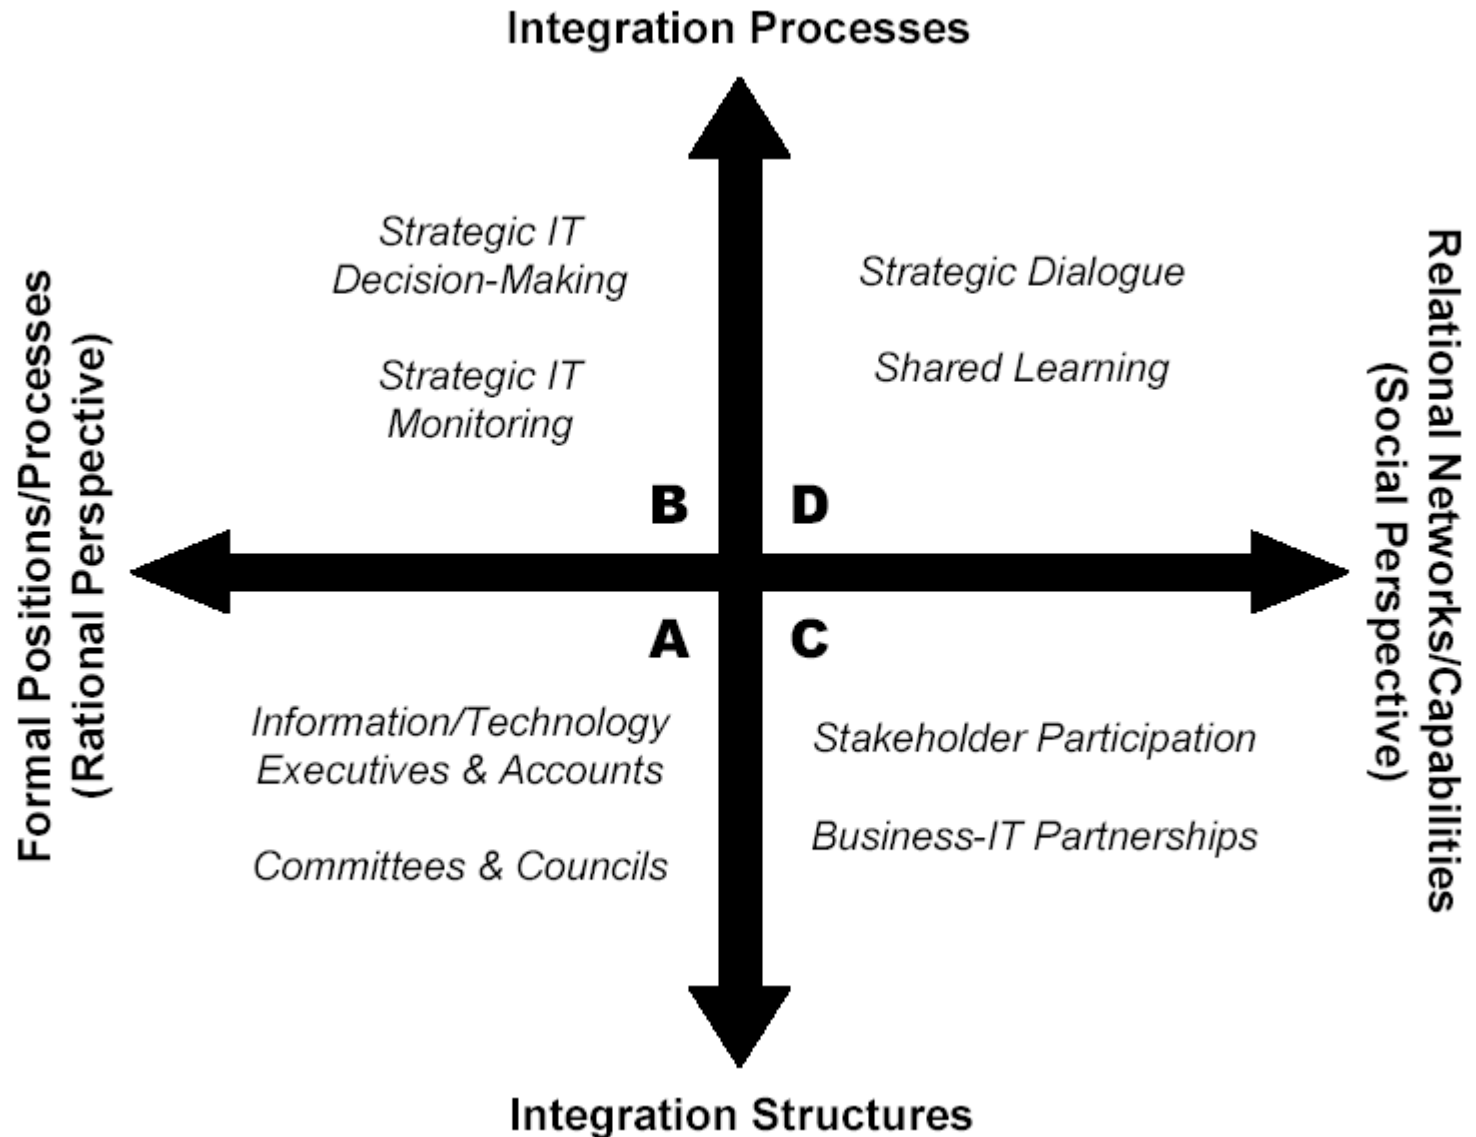 Integration Processes
Formal Positions/Processes
(Rational Perspective)
Strategic IT
Decision-Making
Strategic IT
Monitoring
B
Strategic Dialogue
Shared Learning
D
A
Information/Technology
Executives & Accounts
Committees & Councils
C
Stakeholder Participation
Business-IT Partnerships
Relational Networks/Capabilities
(Social Perspective)
Integration Structures